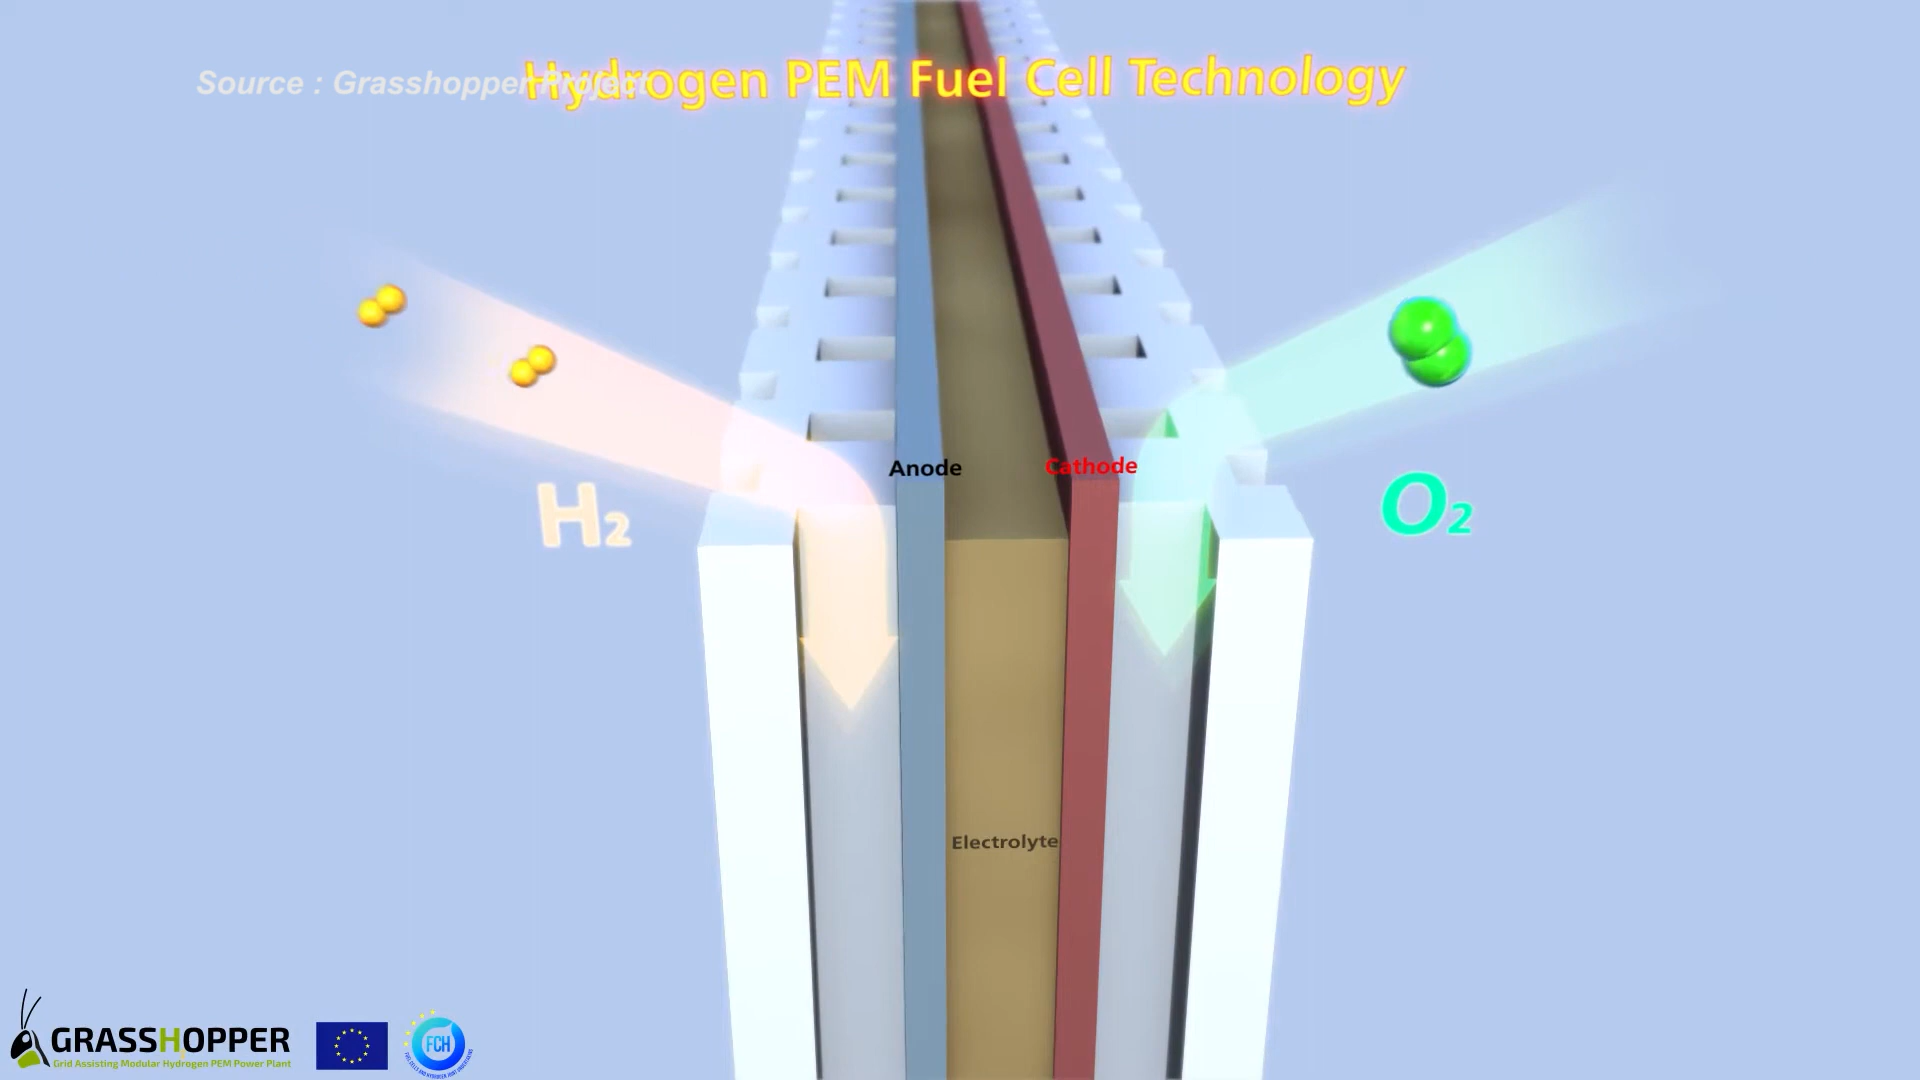 Source : Grasshopper Project
Hydrogen PEM Fuel Cell Technology
Anode
Cathode
H₂
O₂
Electrolyte
GRASSHOPPER
Grid Assisting Modular Hydrogen PEM Power Plant
FCH